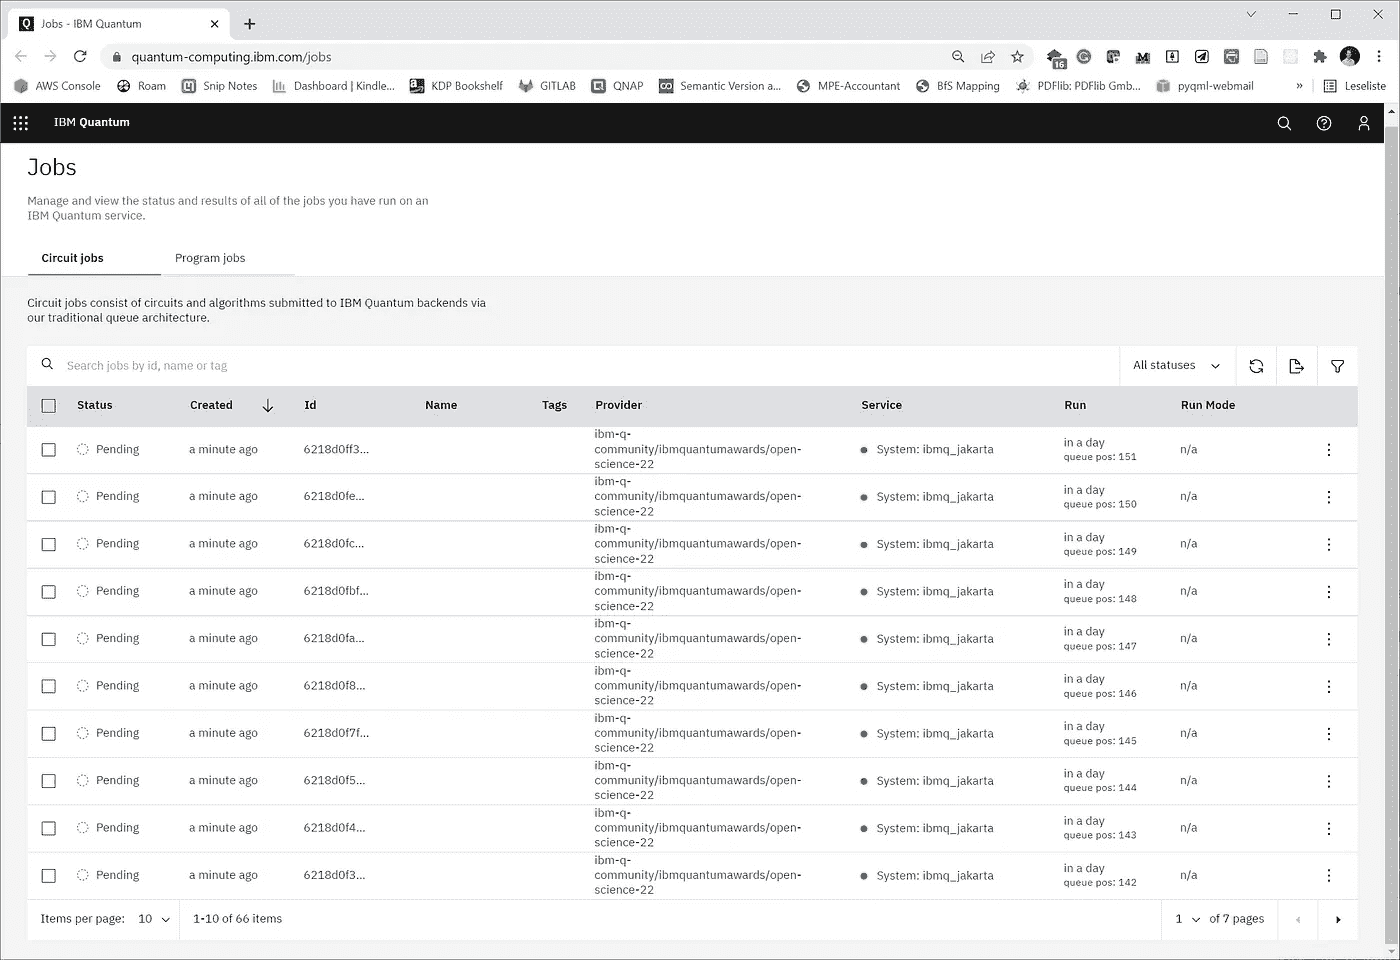 Jobs - IBM Quantum
quantum-computing.ibm.com/jobs
16
AWS Console
Roam
Snip Notes
Dashboard | Kindle...
KDP Bookshelf
GITLAB
QNAP
Semantic Version a...
MPE-Accountant
BfS Mapping
PDFlib: PDFlib Gmb...
pyqml-webmail
»
Leseliste
IBM Quantum
Jobs
Manage and view the status and results of all of the jobs you have run on an
IBM Quantum service.
Circuit jobs
Program jobs
Circuit jobs consist of circuits and algorithms submitted to IBM Quantum backends via
our traditional queue architecture.
Search jobs by id, name or tag
All statuses
Status Created Id Name Tags Provider Service Run Run Mode
ibm-q-
Pending a minute ago 6218d0ff3... community/ibmquantumawards/open- System: ibmq_jakarta in a day n/a
science-22 queue pos: 151
ibm-q-
Pending a minute ago 6218d0fe... community/ibmquantumawards/open- System: ibmq_jakarta in a day n/a
science-22 queue pos: 150
ibm-q-
Pending a minute ago 6218d0fc... community/ibmquantumawards/open- System: ibmq_jakarta in a day n/a
science-22 queue pos: 149
ibm-q-
Pending a minute ago 6218d0fbf... community/ibmquantumawards/open- System: ibmq_jakarta in a day n/a
science-22 queue pos: 148
ibm-q-
Pending a minute ago 6218d0fa... community/ibmquantumawards/open- System: ibmq_jakarta in a day n/a
science-22 queue pos: 147
ibm-q-
Pending a minute ago 6218d0f8... community/ibmquantumawards/open- System: ibmq_jakarta in a day n/a
science-22 queue pos: 146
ibm-q-
Pending a minute ago 6218d0f7f... community/ibmquantumawards/open- System: ibmq_jakarta in a day n/a
science-22 queue pos: 145
ibm-q-
Pending a minute ago 6218d0f5... community/ibmquantumawards/open- System: ibmq_jakarta in a day n/a
science-22 queue pos: 144
ibm-q-
Pending a minute ago 6218d0f4... community/ibmquantumawards/open- System: ibmq_jakarta in a day n/a
science-22 queue pos: 143
ibm-q-
Pending a minute ago 6218d0f3... community/ibmquantumawards/open- System: ibmq_jakarta in a day n/a
science-22 queue pos: 142
Items per page: 10 1-10 of 66 items 1 of 7 pages